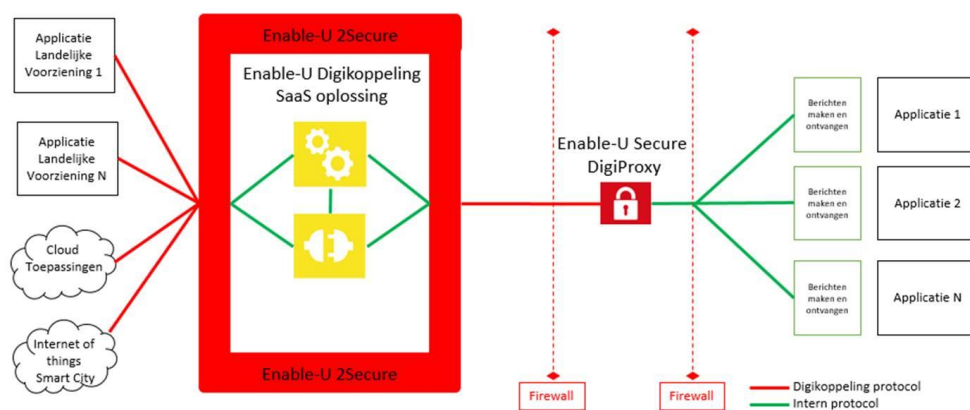 Applicatie
Landelijke
Voorziening 1
Applicatie
Landelijke
Voorziening N
Cloud
Toepassingen
Internet of
things
Smart City
Enable-U 2Secure
Enable-U Digikoppeling
SaaS oplossing
Enable-U 2Secure
Enable-U Secure
DigiProxy
Firewall
Firewall
Berichten
maken en
ontvangen
Applicatie 1
Berichten
maken en
ontvangen
Applicatie 2
Berichten
maken en
ontvangen
Applicatie N
Digikoppeling protocol
Intern protocol